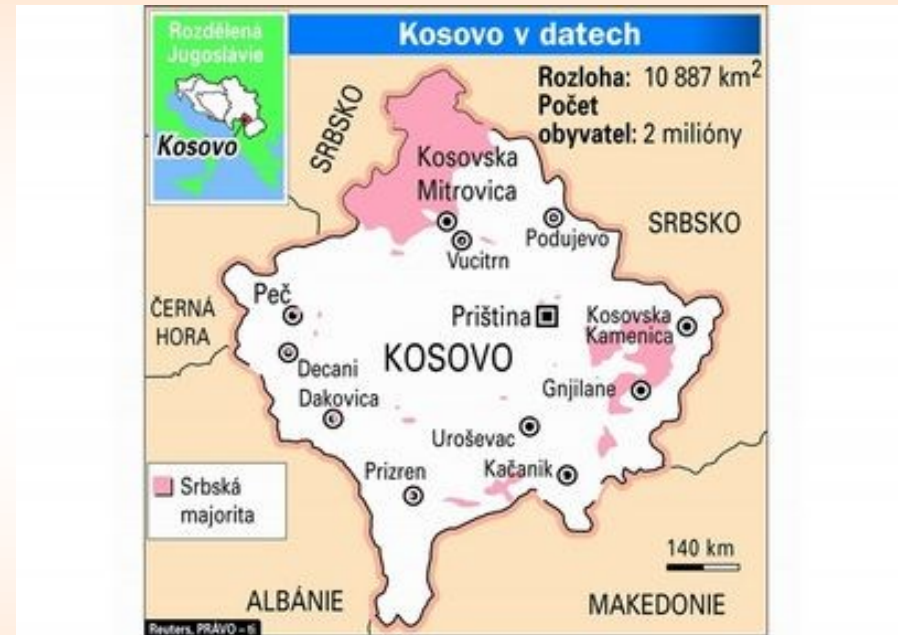 Rozdělená
Jugoslávie
Kosovo
Kosovo v datech
Rozloha: 10 887 km²
Počet
obyvatel: 2 milióny
SRBSKO
Kosovska
Mitrovica
SRBSKO
Podujevo
Vucitrn
Peč
ČERNÁ
HORA
Priština
Kosovska
Kamenica
KOSOVO
Decani
Dakovica
Gnjilane
Uroševac
Prizren
Kačanik
Srbská
majorita
140 km
ALBÁNIE
MAKEDONIE
Reuters, PRÁVO – ti